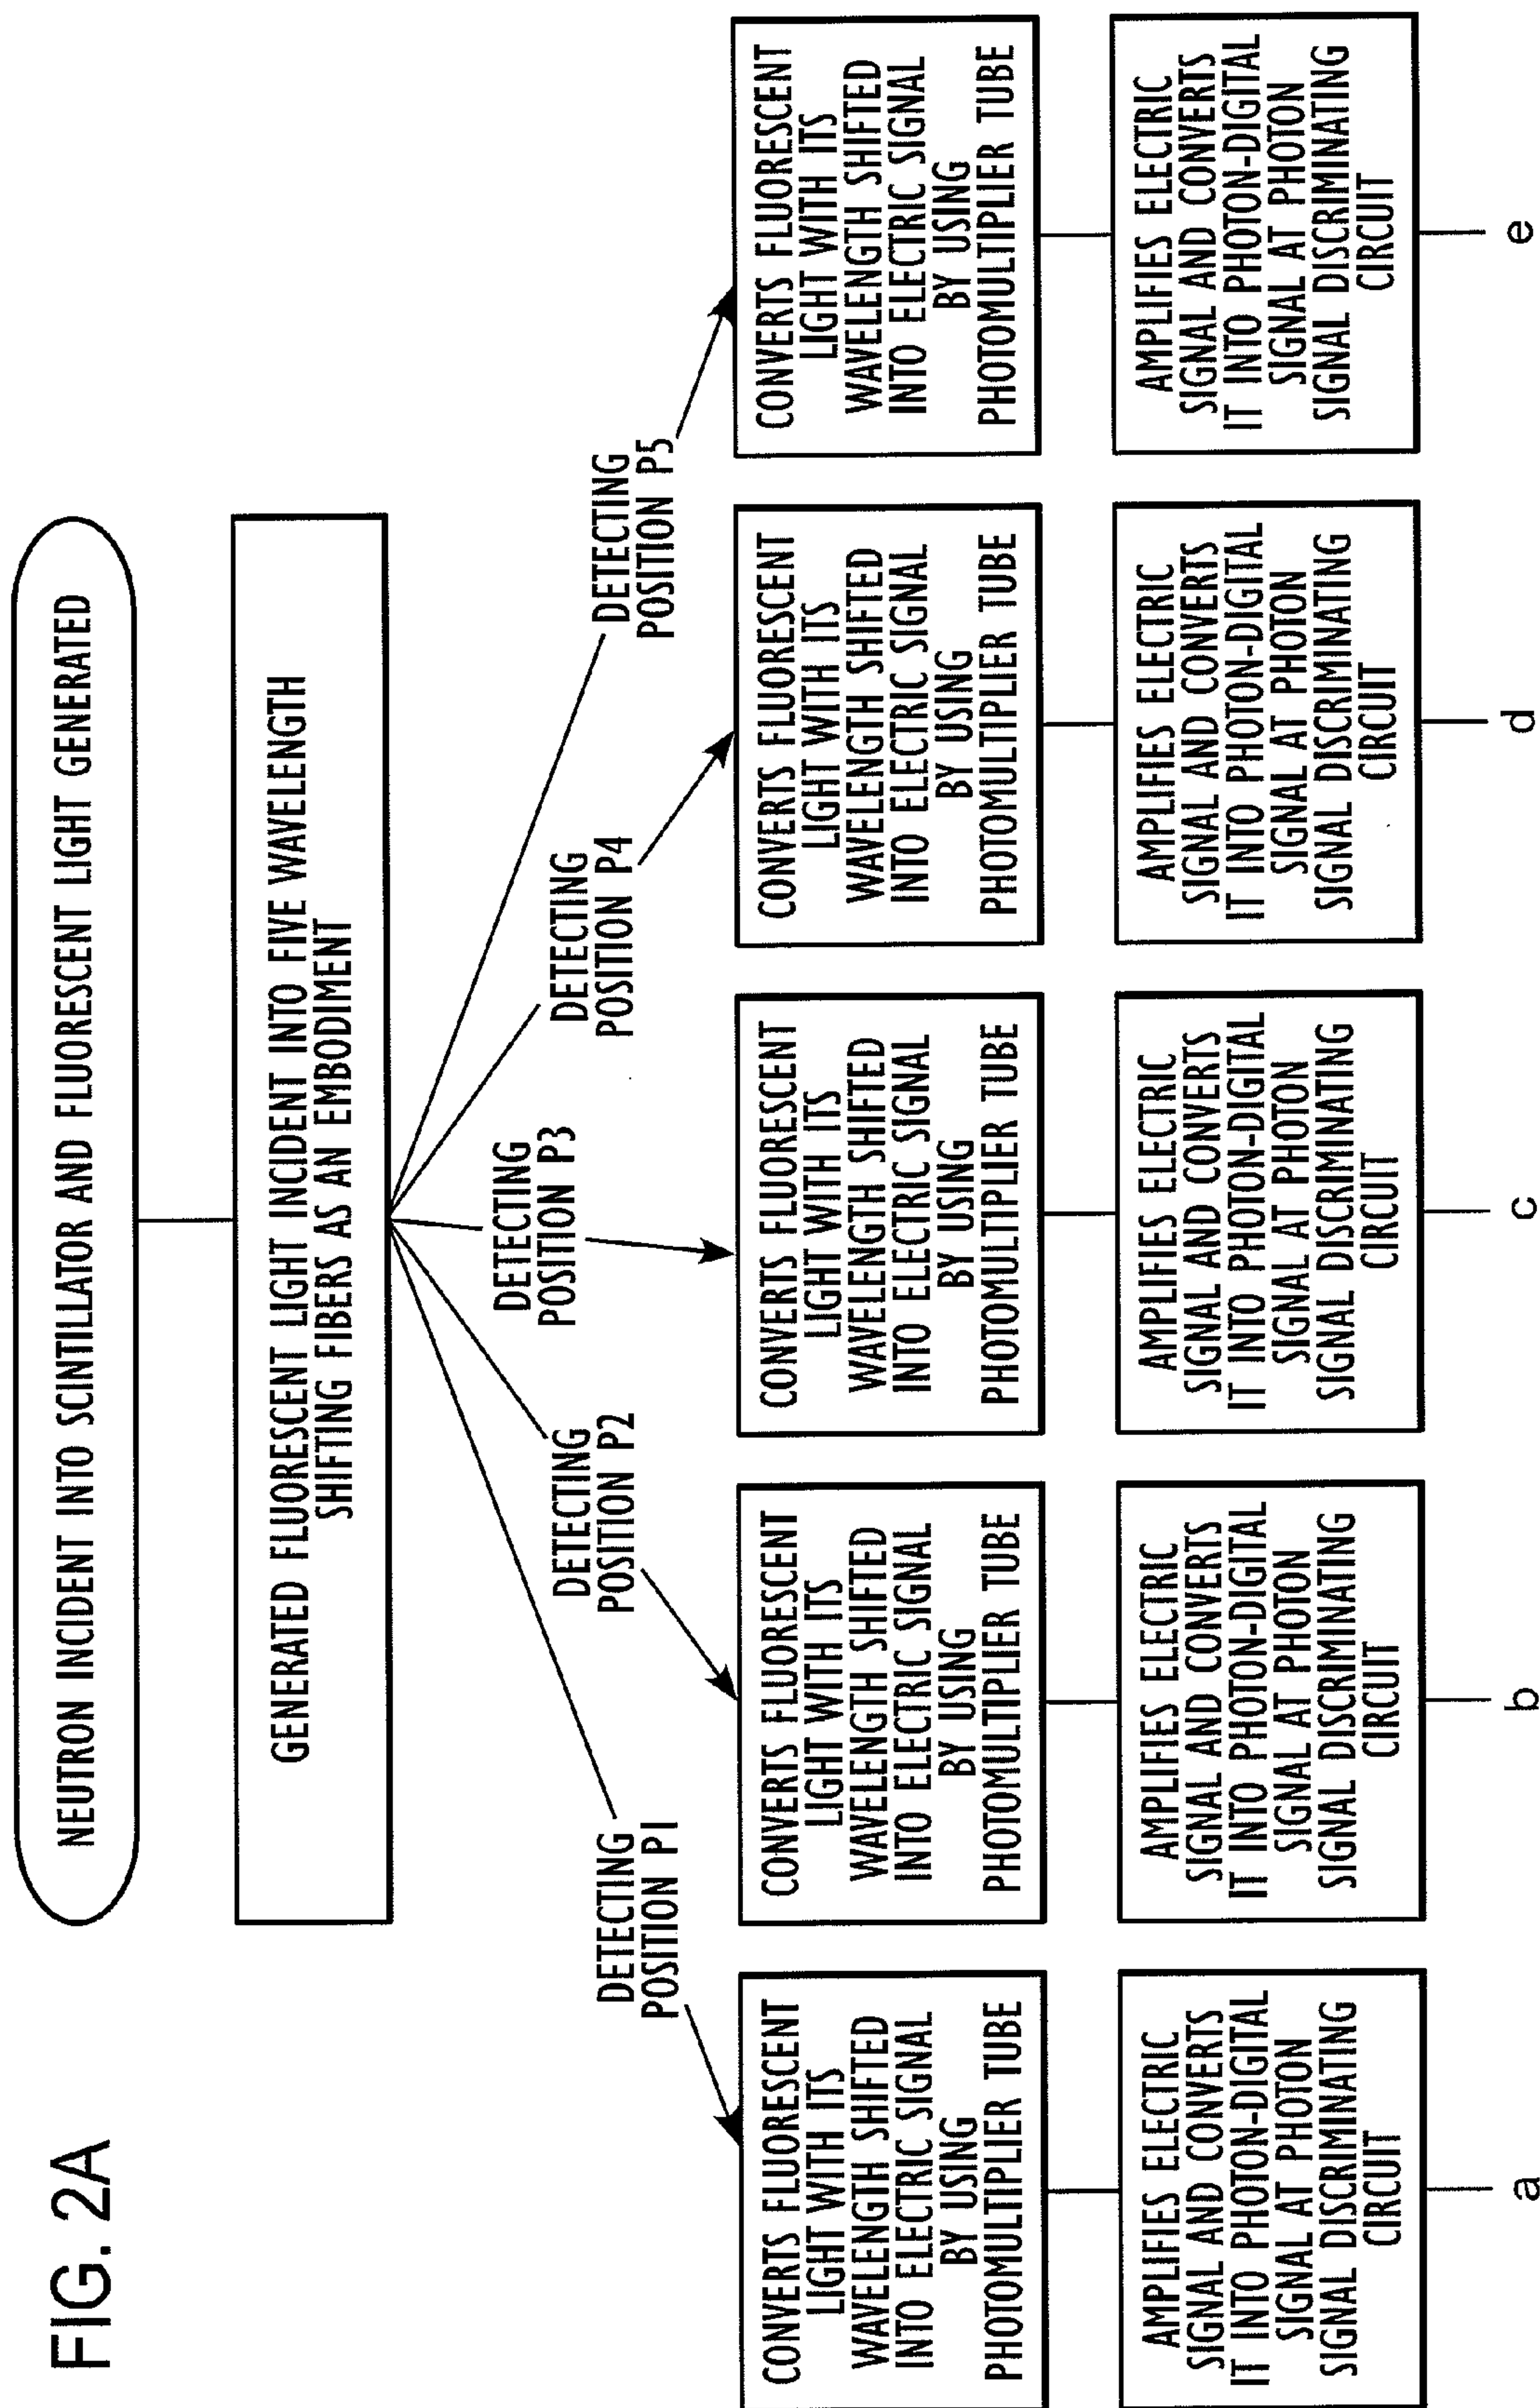 FIG. 2A
NEUTRON INCIDENT INTO SCINTILLATOR AND FLUORESCENT LIGHT GENERATED
GENERATED FLUORESCENT LIGHT INCIDENT INTO FIVE WAVELENGTH
SHIFTING FIBERS AS AN EMBODIMENT
DETECTING
POSITION P1
DETECTING
POSITION P2
DETECTING
POSITION P3
DETECTING
POSITION P4
DETECTING
POSITION P5
CONVERTS FLUORESCENT
LIGHT WITH ITS
WAVELENGTH SHIFTED
INTO ELECTRIC SIGNAL
BY USING
PHOTOMULTIPLIER TUBE
CONVERTS FLUORESCENT
LIGHT WITH ITS
WAVELENGTH SHIFTED
INTO ELECTRIC SIGNAL
BY USING
PHOTOMULTIPLIER TUBE
CONVERTS FLUORESCENT
LIGHT WITH ITS
WAVELENGTH SHIFTED
INTO ELECTRIC SIGNAL
BY USING
PHOTOMULTIPLIER TUBE
CONVERTS FLUORESCENT
LIGHT WITH ITS
WAVELENGTH SHIFTED
INTO ELECTRIC SIGNAL
BY USING
PHOTOMULTIPLIER TUBE
CONVERTS FLUORESCENT
LIGHT WITH ITS
WAVELENGTH SHIFTED
INTO ELECTRIC SIGNAL
BY USING
PHOTOMULTIPLIER TUBE
AMPLIFIES ELECTRIC
SIGNAL AND CONVERTS
IT INTO PHOTON-DIGITAL
SIGNAL AT PHOTON
SIGNAL DISCRIMINATING
CIRCUIT
AMPLIFIES ELECTRIC
SIGNAL AND CONVERTS
IT INTO PHOTON-DIGITAL
SIGNAL AT PHOTON
SIGNAL DISCRIMINATING
CIRCUIT
AMPLIFIES ELECTRIC
SIGNAL AND CONVERTS
IT INTO PHOTON-DIGITAL
SIGNAL AT PHOTON
SIGNAL DISCRIMINATING
CIRCUIT
AMPLIFIES ELECTRIC
SIGNAL AND CONVERTS
IT INTO PHOTON-DIGITAL
SIGNAL AT PHOTON
SIGNAL DISCRIMINATING
CIRCUIT
AMPLIFIES ELECTRIC
SIGNAL AND CONVERTS
IT INTO PHOTON-DIGITAL
SIGNAL AT PHOTON
SIGNAL DISCRIMINATING
CIRCUIT
a
b
c
d
e